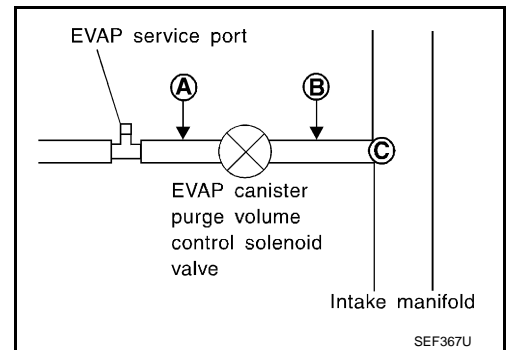 EVAP service port
A
B
C
EVAP canister
purge volume
control solenoid
valve
Intake manifold
SEF367U